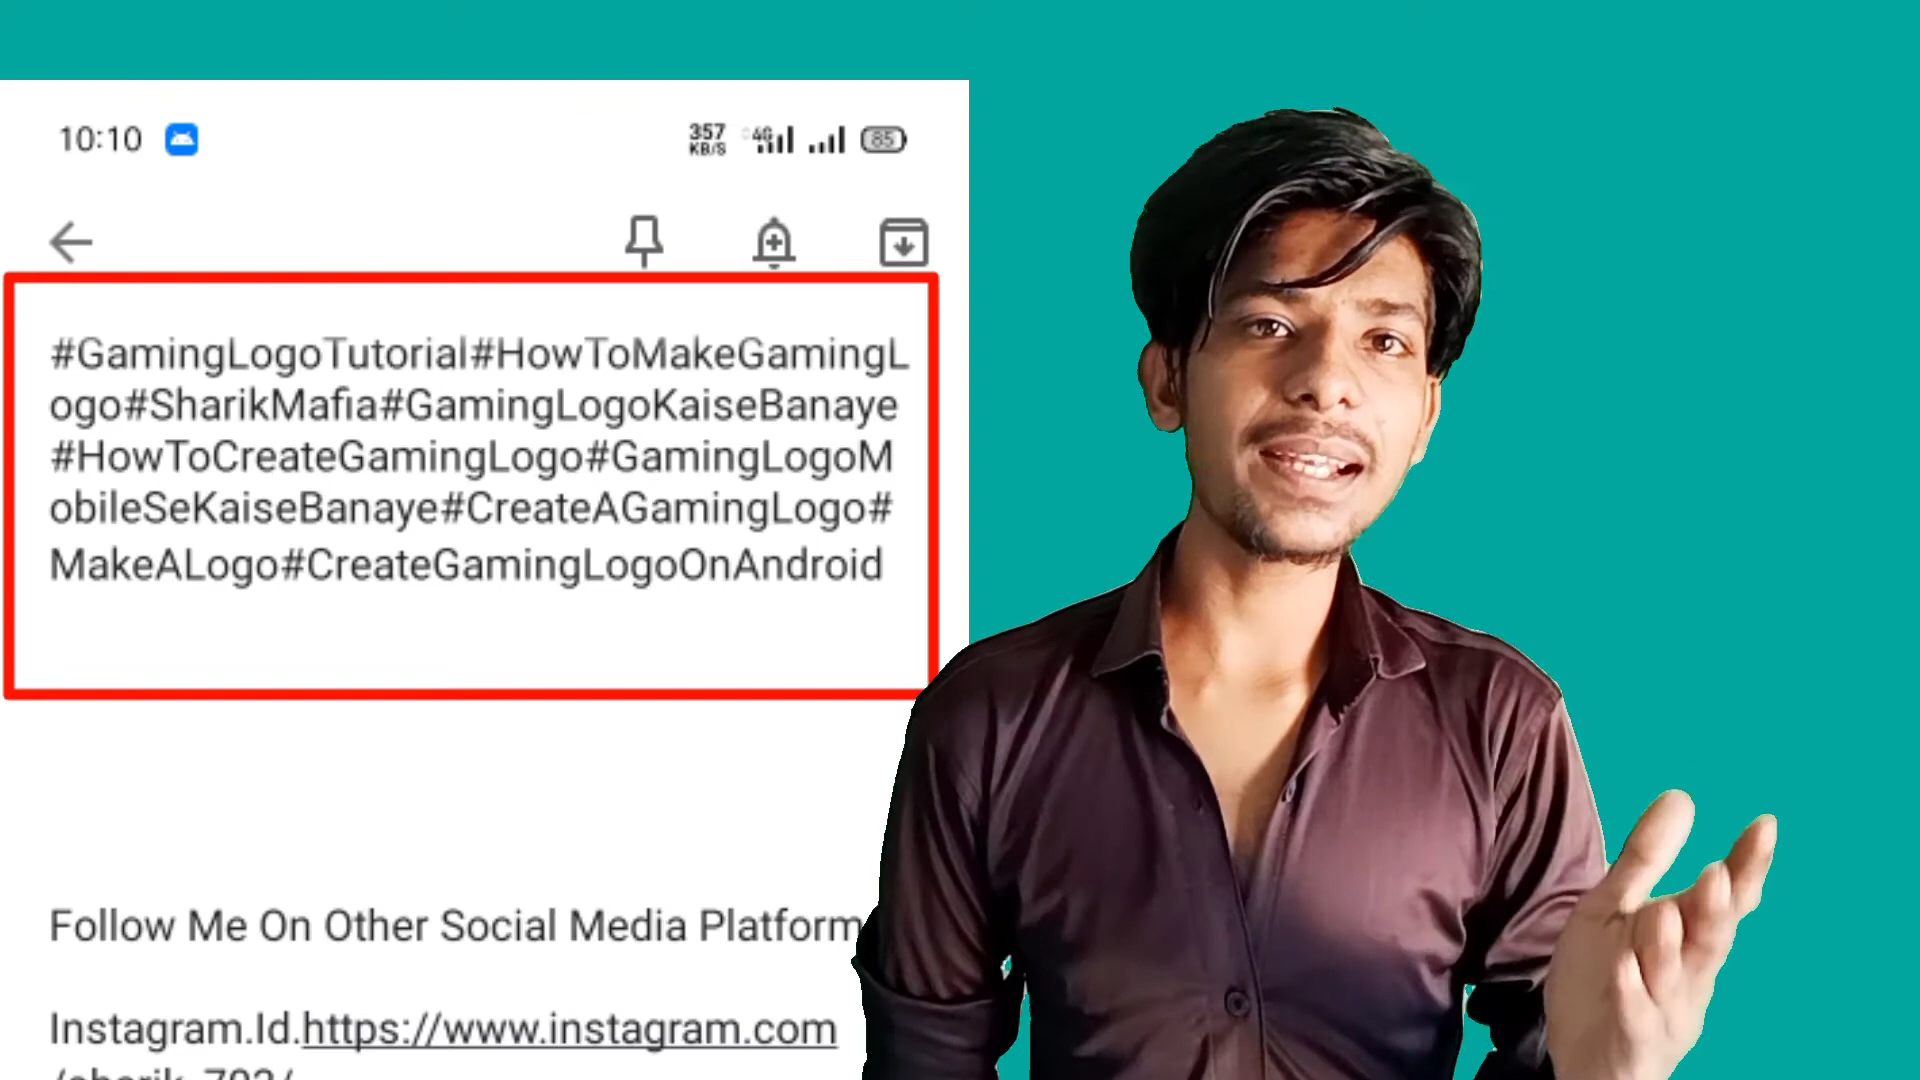 10:10
357
KB/S
4G
85
#GamingLogoTutorial#HowToMakeGamingL
ogo#SharikMafia#GamingLogoKaiseBanaye
#HowToCreateGamingLogo#GamingLogoM
obileSeKaiseBanaye#CreateAGamingLogo#
MakeALogo#CreateGamingLogoOnAndroid
Follow Me On Other Social Media Platform
Instagram.Id.https://www.instagram.com